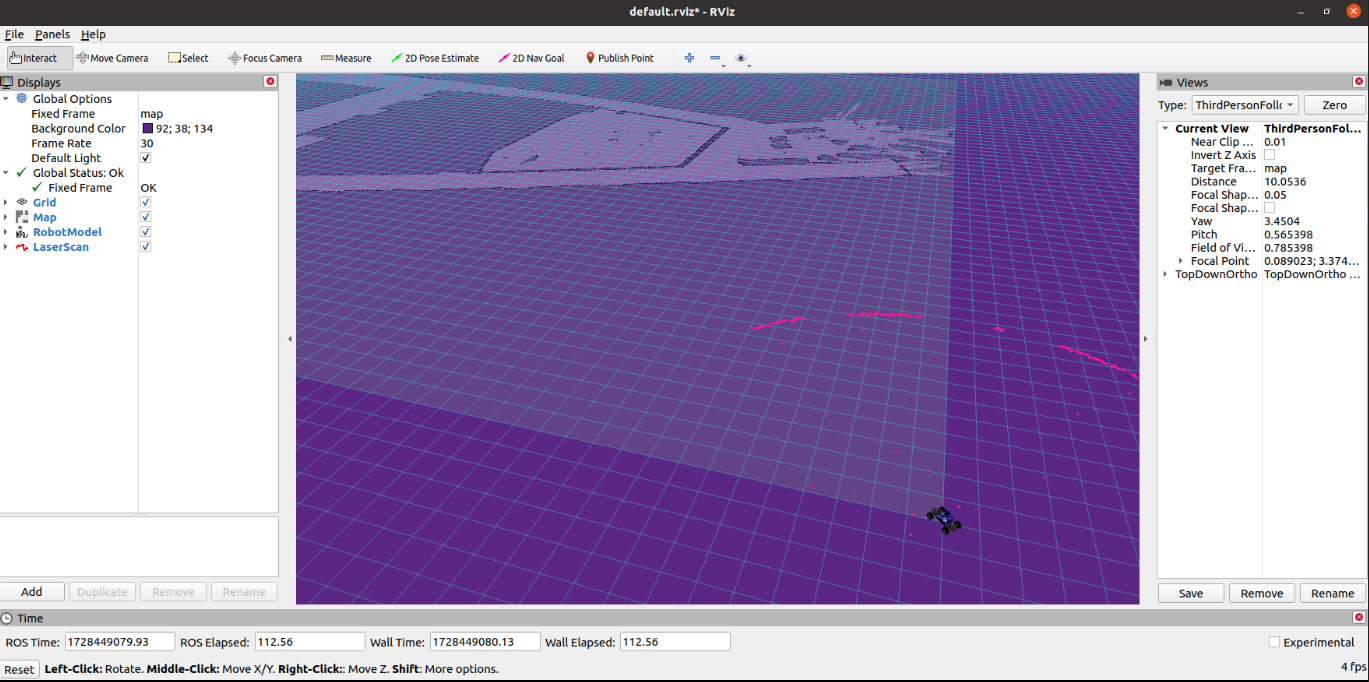 default.rviz* - RViz
File Panels Help
Interact Move Camera Select Focus Camera Measure 2D Pose Estimate 2D Nav Goal Publish Point
Displays
Global Options
Fixed Frame map
Background Color 92; 38; 134
Frame Rate 30
Default Light
Global Status: Ok
Fixed Frame OK
Grid
Map
RobotModel
LaserScan
Add Duplicate Remove Rename
Views
Type: ThirdPersonFoll Zero
Current View ThirdPersonFol...
Near Clip ... 0.01
Invert Z Axis
Target Fra... map
Distance 10.0536
Focal Shap... 0.05
Focal Shap...
Yaw 3.4504
Pitch 0.565398
Field of Vi... 0.785398
Focal Point 0.089023; 3.374...
TopDownOrtho TopDownOrtho ...
Save Remove Rename
Time
ROS Time: 1728449079.93 ROS Elapsed: 112.56 Wall Time: 1728449080.13 Wall Elapsed: 112.56 Experimental
Reset Left-Click: Rotate. Middle-Click: Move X/Y. Right-Click:: Move Z. Shift: More options. 4 fps